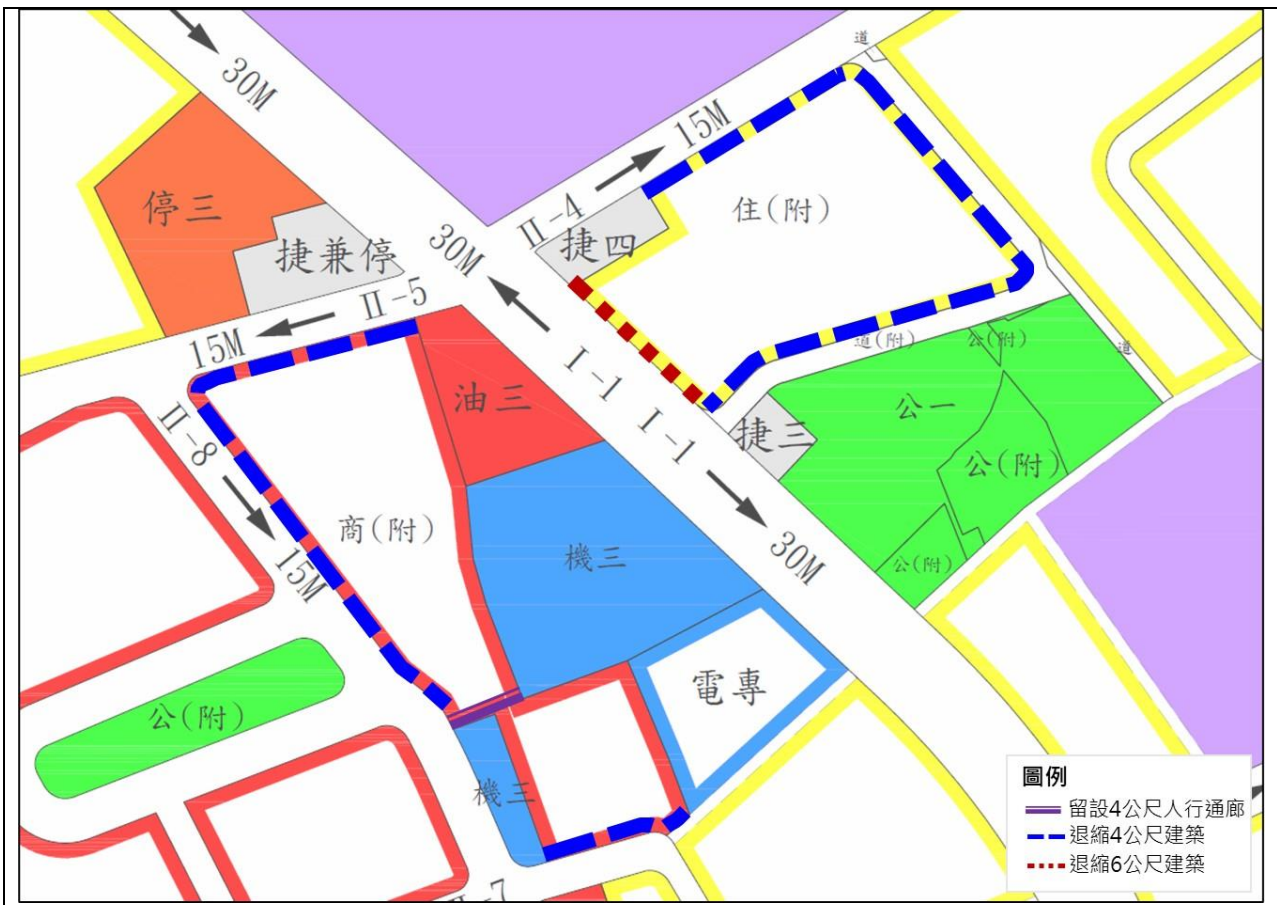 30M
道
15M
停三
住(附)
Ⅱ-4
捷四
捷兼停
30M
Ⅱ-5
15M
道(附)
公(附)
道
Ⅰ-1
油三
公一
Ⅰ-1
捷三
Ⅱ-8
公(附)
商(附)
機三
30M
公(附)
15M
電專
公(附)
機三
圖例
留設4公尺人行通廊
退縮4公尺建築
退縮6公尺建築
Ⅱ-7